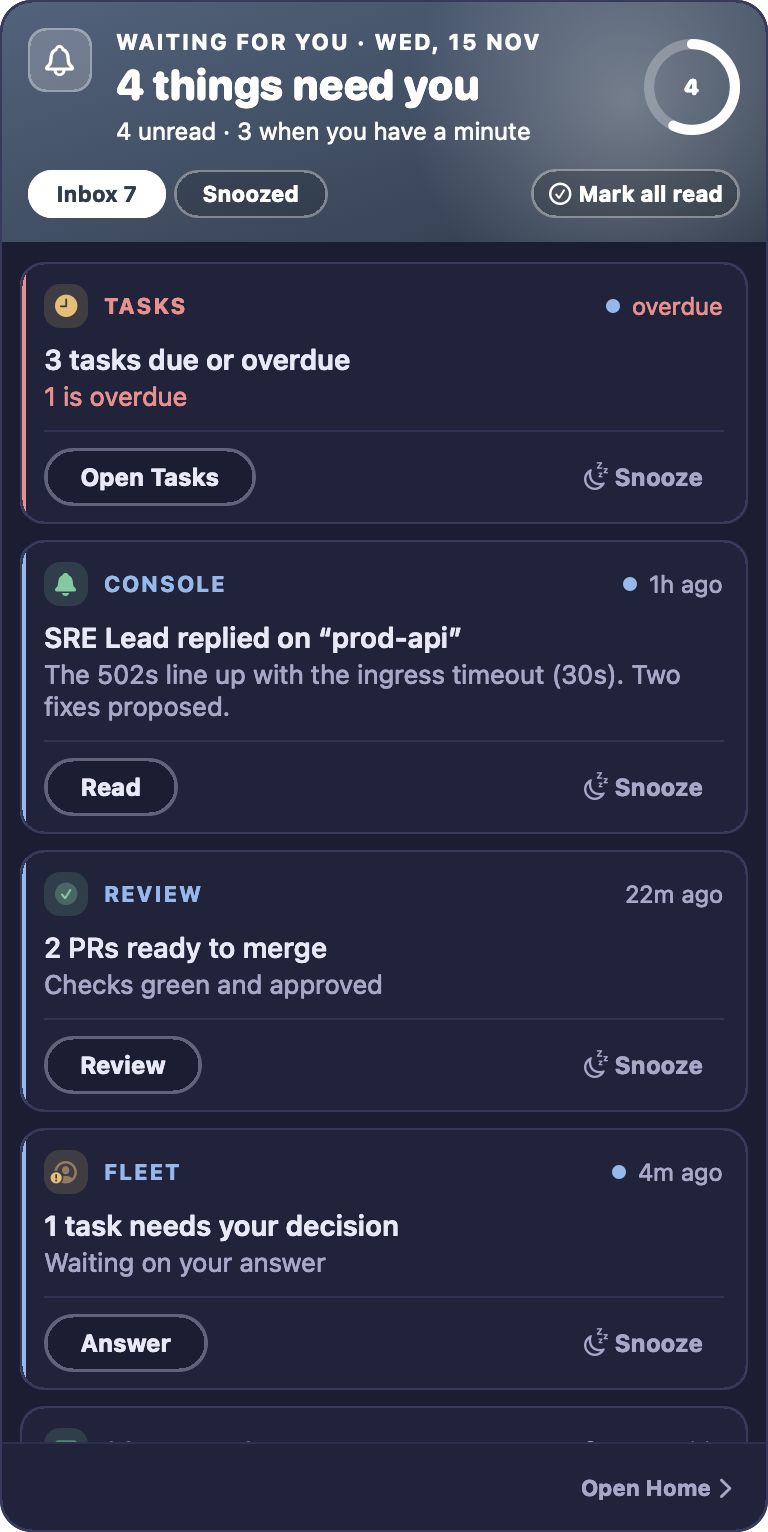 WAITING FOR YOU · WED, 15 NOV
4 things need you
4 unread · 3 when you have a minute
4
Inbox 7
Snoozed
Mark all read
TASKS
overdue
3 tasks due or overdue
1 is overdue
Open Tasks
Snooze
CONSOLE
1h ago
SRE Lead replied on “prod-api”
The 502s line up with the ingress timeout (30s). Two
fixes proposed.
Read
Snooze
REVIEW
22m ago
2 PRs ready to merge
Checks green and approved
Review
Snooze
FLEET
4m ago
1 task needs your decision
Waiting on your answer
Answer
Snooze
Open Home